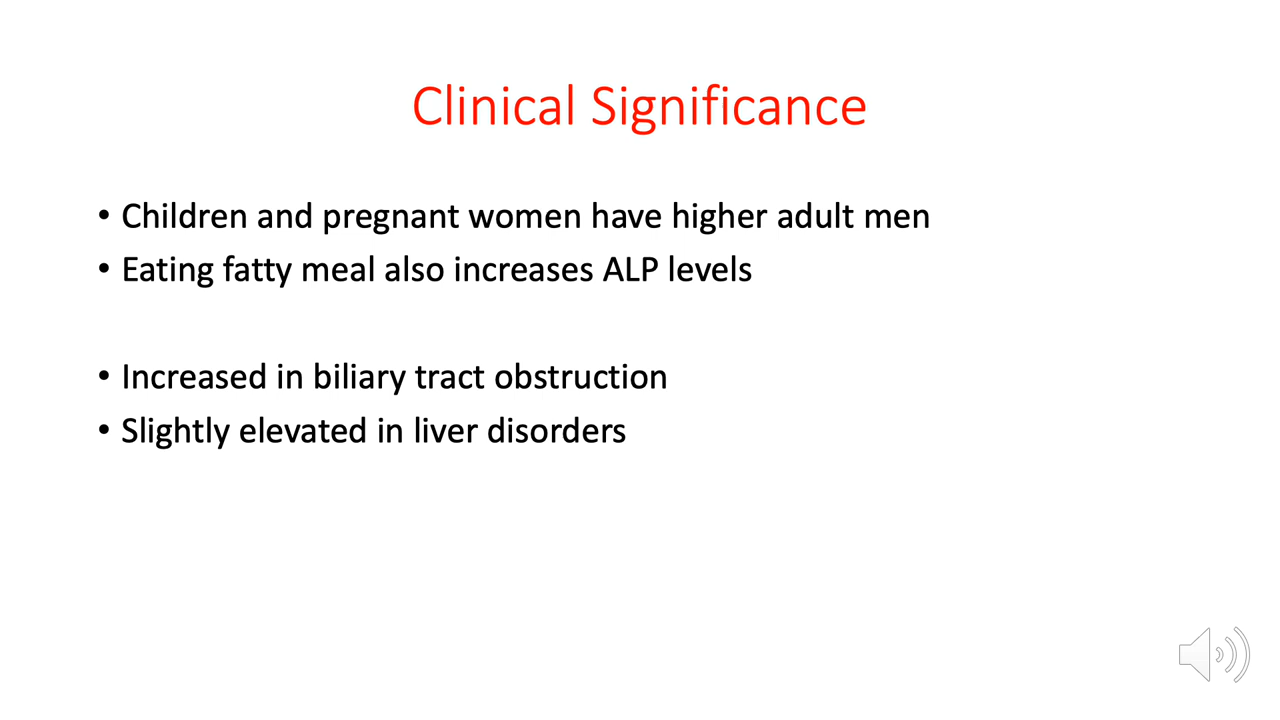 Clinical Significance
• Children and pregnant women have higher adult men
• Eating fatty meal also increases ALP levels
• Increased in biliary tract obstruction
• Slightly elevated in liver disorders